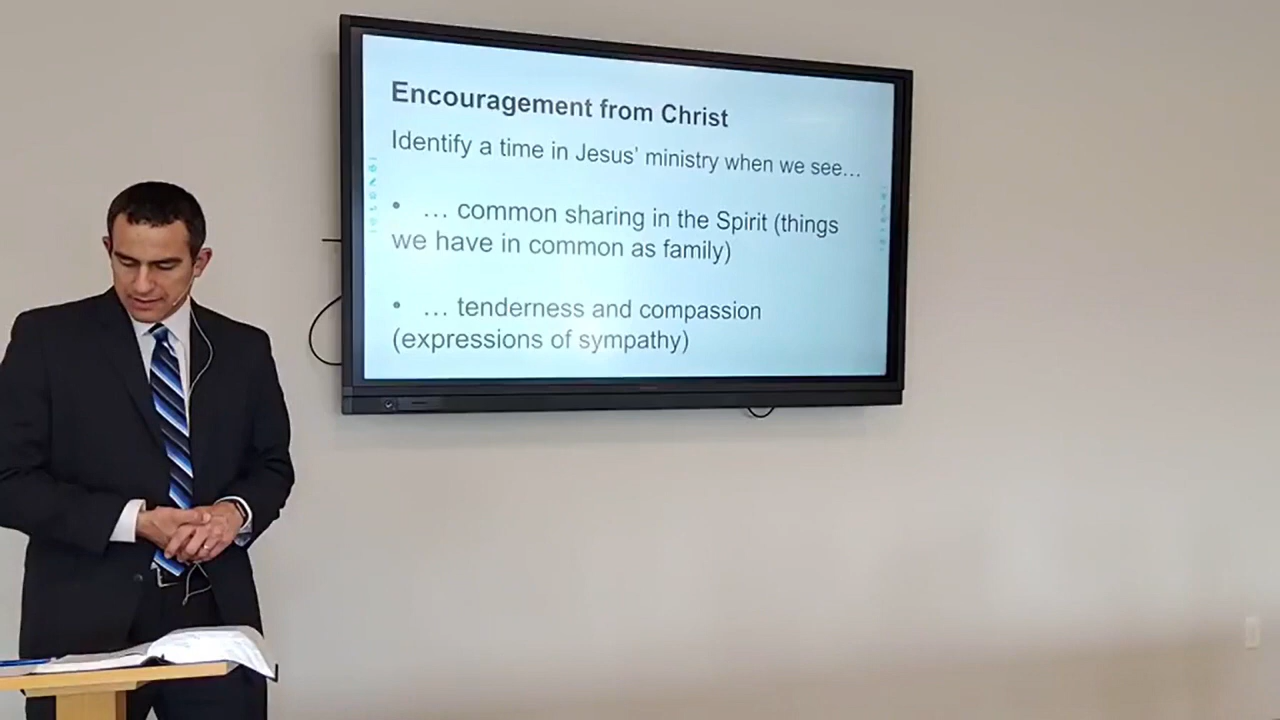 Encouragement from Christ
Identify a time in Jesus' ministry when we see...
• ... common sharing in the Spirit (things
we have in common as family)
• ... tenderness and compassion
(expressions of sympathy)